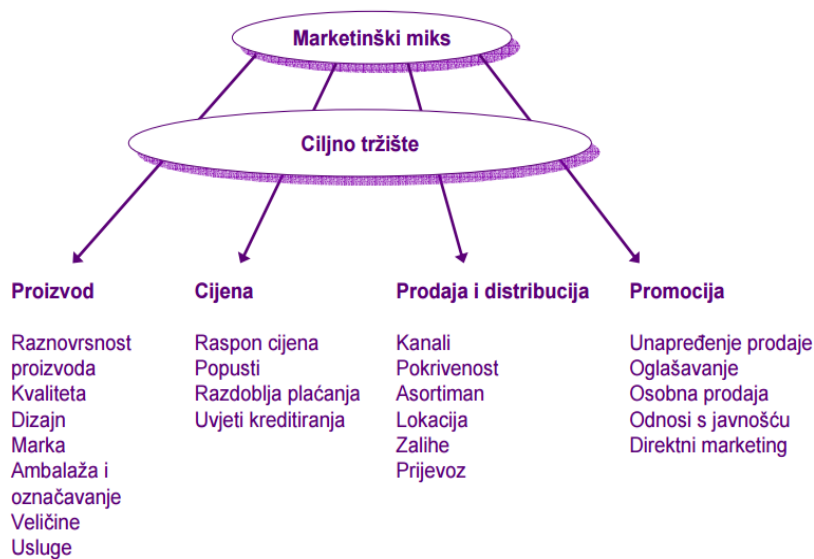 Marketinški miks
Ciljno tržište
Proizvod
Raznovrsnost
proizvoda
Kvaliteta
Dizajn
Marka
Ambalaža i
označavanje
Veličine
Usluge
Cijena
Raspon cijena
Popusti
Razdoblja plaćanja
Uvjeti kreditiranja
Prodaja i distribucija
Kanali
Pokrivenost
Asortiman
Lokacija
Zalihe
Prijevoz
Promocija
Unapređenje prodaje
Oglašavanje
Osobna prodaja
Odnosi s javnošću
Direktni marketing